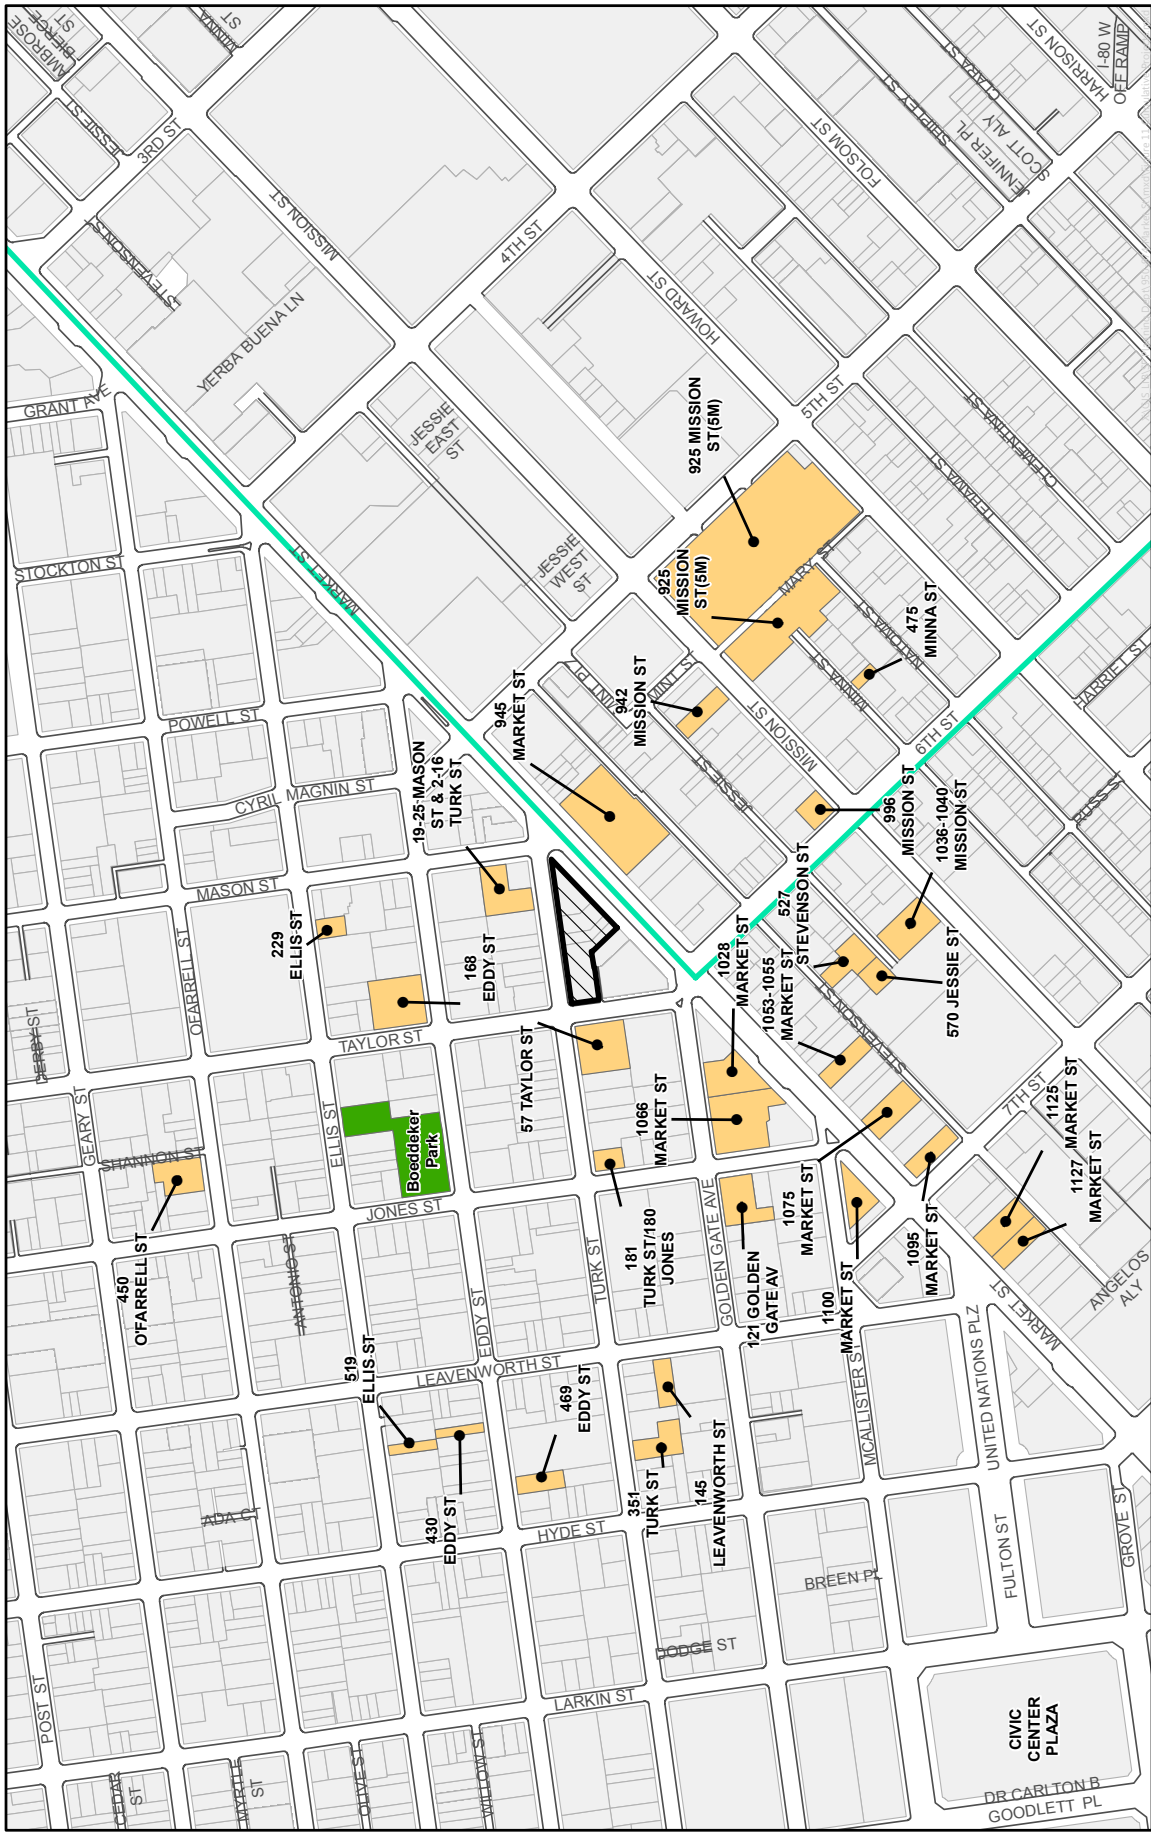 AMBROSE
BIERCE
ST
MINNA
ST
JESSIE ST
3RD ST
STEVENSON ST
MISSION ST
YERBA BUENA LN
GRANT AVE
4TH ST
HOWARD ST
FOLSOM ST
SHIPLEY ST
CLARA ST
HARRISON ST
I-80 W
OFF RAMP
JENNIFER PL
SCOTT ALY
5TH ST
TEHAMA ST
CLEMENTINA ST
JESSIE
EAST
ST
JESSIE
WEST
ST
STOCKTON ST
MARKET ST
POWELL ST
CYRIL MAGNIN ST
MASON ST
OFARRELL ST
DERBY ST
GEARY ST
SHANNON ST
ELLIS ST
TAYLOR ST
JONES ST
ANTONIO ST
EDDY ST
TURK ST
GOLDEN GATE AVE
LEAVENWORTH ST
HYDE ST
ADA CT
LARKIN ST
DODGE ST
BREEN PL
MCALLISTER ST
UNITED NATIONS PLZ
FULTON ST
GROVE ST
POST ST
CEDAR
ST
MYRTLE
ST
OLIVE ST
WILLOW ST
DR CARLTON B
GOODLETT PL
CIVIC
CENTER
PLAZA
ANGELOS
ALY
MARKET ST
7TH ST
STEVENSON ST
6TH ST
RUSS ST
HARRIET ST
MINT PL
MINT ST
JESSIE ST
MISSION ST
MINNA ST
NATOMA ST
MARY ST
925 MISSION
ST(5M)
925
MISSION
ST(5M)
475
MINNA ST
942
MISSION ST
945
MARKET ST
996
MISSION ST
1036-1040
MISSION ST
527
STEVENSON ST
570 JESSIE ST
1028
MARKET ST
1053-1055
MARKET ST
1066
MARKET ST
1075
MARKET ST
1095
MARKET ST
1100
MARKET ST
1125
MARKET ST
1127
MARKET ST
19-25 MASON
ST & 2-16
TURK ST
229
ELLIS ST
168
EDDY ST
57 TAYLOR ST
Boeddeker
Park
181
TURK ST/180
JONES
121 GOLDEN
GATE AV
450
O'FARRELL ST
519
ELLIS ST
430
EDDY ST
469
EDDY ST
351
TURK ST
145
LEAVENWORTH ST